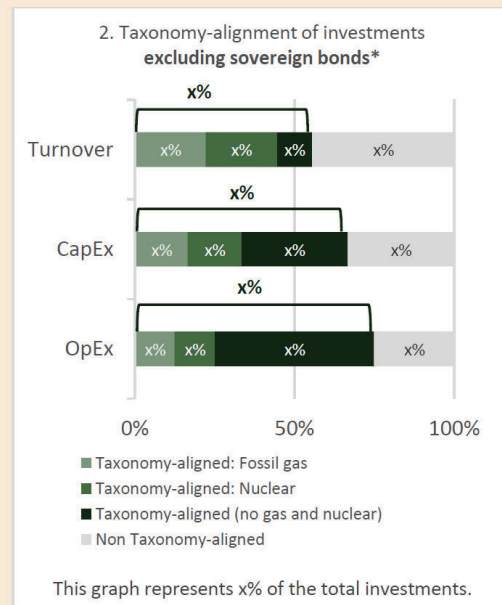 2. Taxonomy-alignment of investments
excluding sovereign bonds*
x%
Turnover x% x% x% x%
x%
CapEx x% x% x% x%
x%
OpEx x% x% x% x%
0% 50% 100%
Taxonomy-aligned: Fossil gas
Taxonomy-aligned: Nuclear
Taxonomy-aligned (no gas and nuclear)
Non Taxonomy-aligned
This graph represents x% of the total investments.